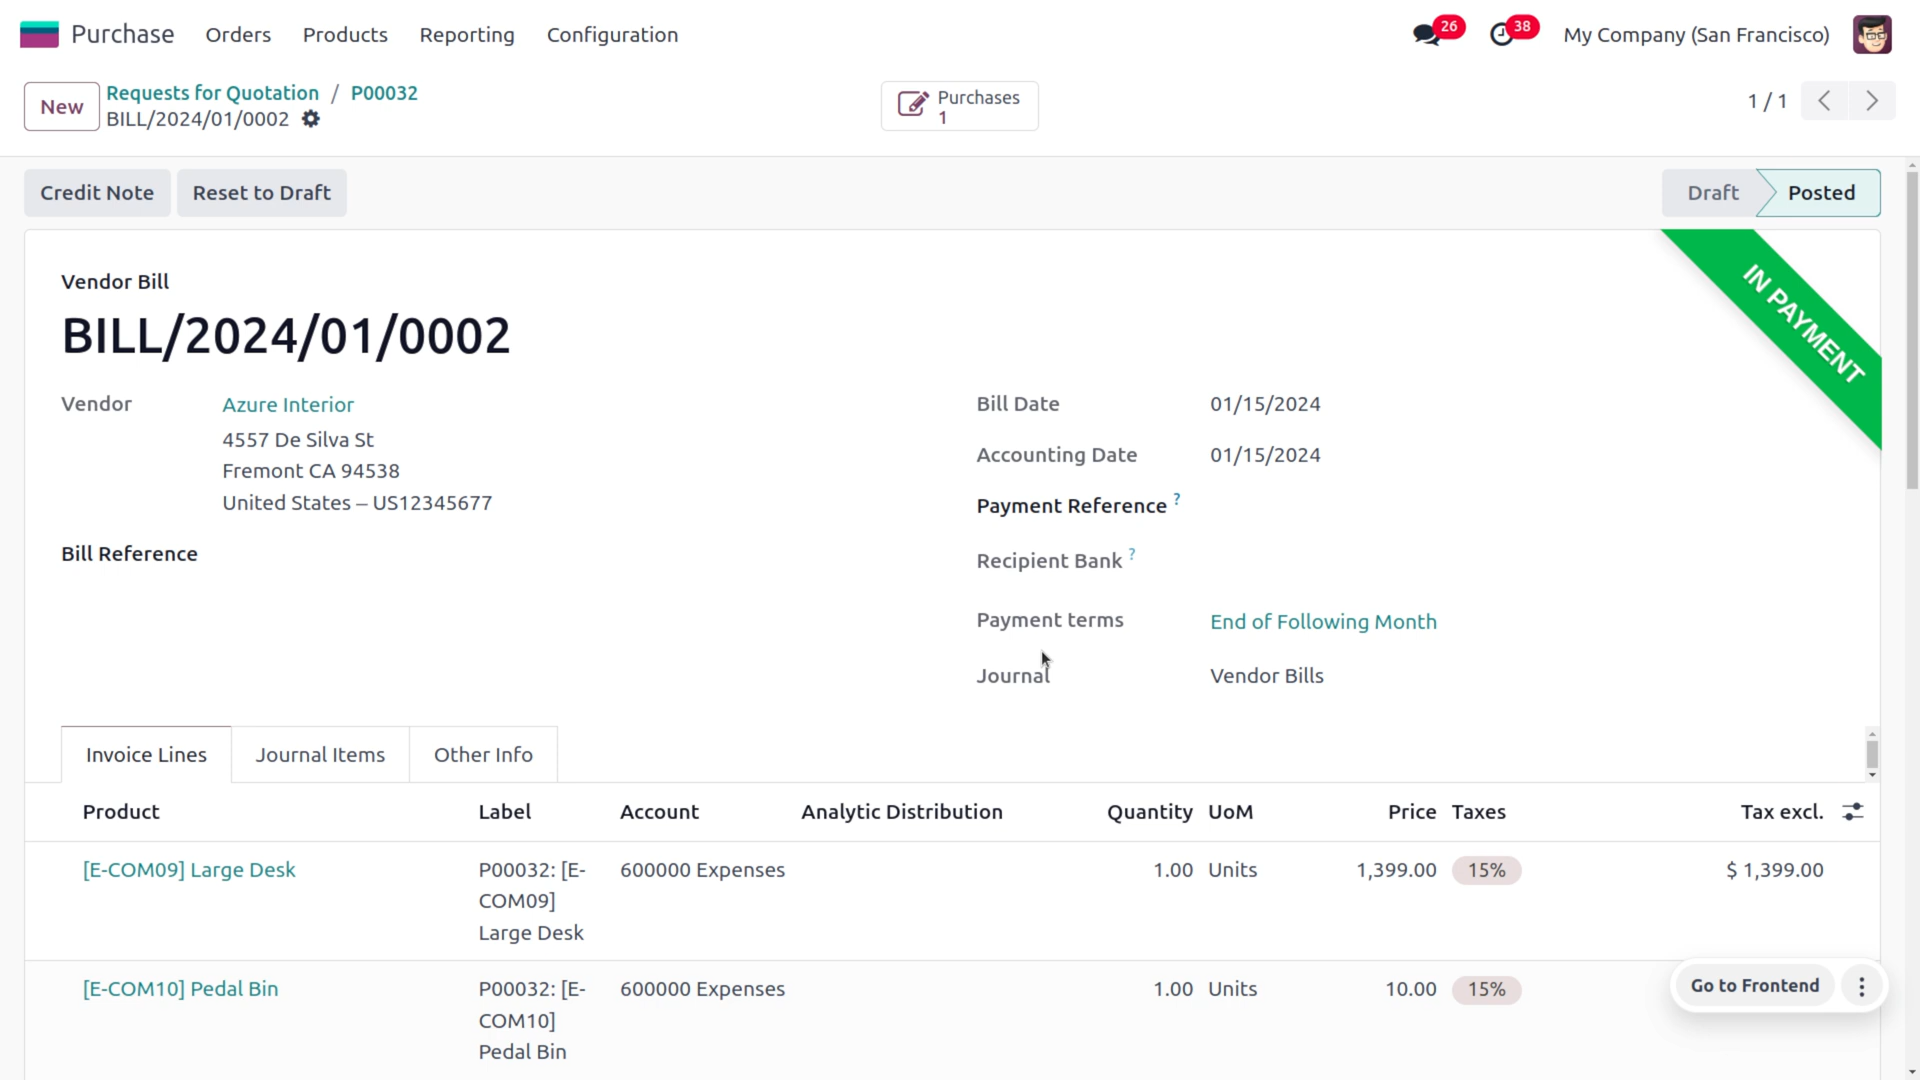 Purchase Orders Products Reporting Configuration 26 38 My Company (San Francisco)
New Requests for Quotation / P00032
BILL/2024/01/0002
Purchases
1
1 / 1
Credit Note Reset to Draft Draft Posted
IN PAYMENT
Vendor Bill
BILL/2024/01/0002
Vendor Azure Interior
4557 De Silva St
Fremont CA 94538
United States – US12345677
Bill Reference
Bill Date 01/15/2024
Accounting Date 01/15/2024
Payment Reference ?
Recipient Bank ?
Payment terms End of Following Month
Journal Vendor Bills
Invoice Lines Journal Items Other Info
Product Label Account Analytic Distribution Quantity UoM Price Taxes Tax excl.
[E-COM09] Large Desk P00032: [E- 600000 Expenses 1.00 Units 1,399.00 15% $ 1,399.00
COM09]
Large Desk
[E-COM10] Pedal Bin P00032: [E- 600000 Expenses 1.00 Units 10.00 15%
COM10]
Pedal Bin
Go to Frontend